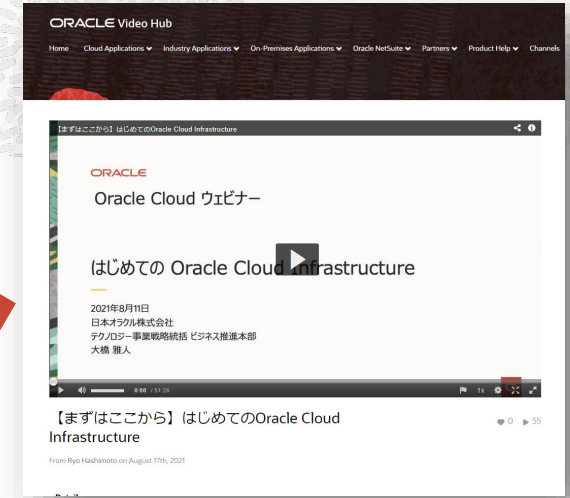 ORACLE Video Hub
Home Cloud Applications Industry Applications On-Premises Applications Oracle NetSuite Partners Product Help Channels
【まずはここから】はじめてのOracle Cloud Infrastructure
ORACLE
Oracle Cloud ウェビナー
はじめての Oracle Cloud Infrastructure
2021年8月11日
日本オラクル株式会社
テクノロジー事業戦略統括 ビジネス推進本部
大橋 雅人
0:00 / 51:26
1x
【まずはここから】はじめてのOracle Cloud
Infrastructure
0 55
From Ryo Hashimoto on August 17th, 2021